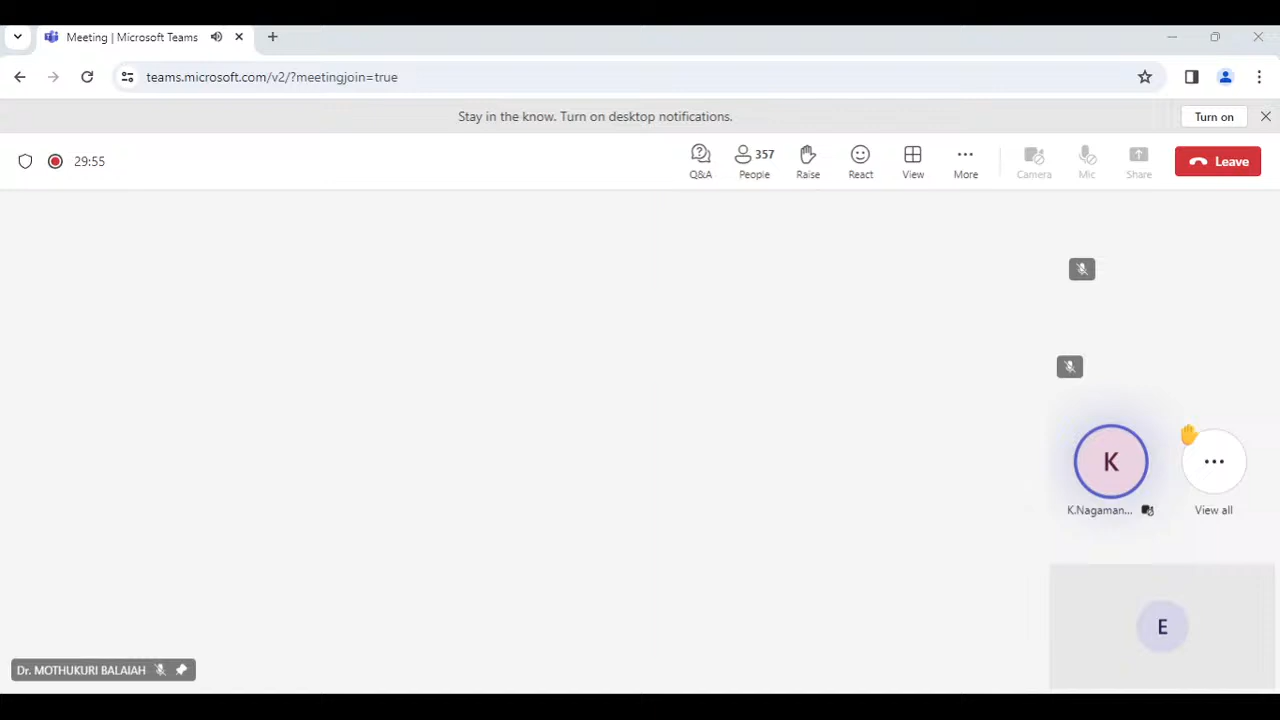 Meeting | Microsoft Teams
teams.microsoft.com/v2/?meetingjoin=true
Stay in the know. Turn on desktop notifications.
Turn on
29:55
357
Q&A
People
Raise
React
View
More
Camera
Mic
Share
Leave
K
K.Nagaman...
View all
E
Dr. MOTHUKURI BALAIAH